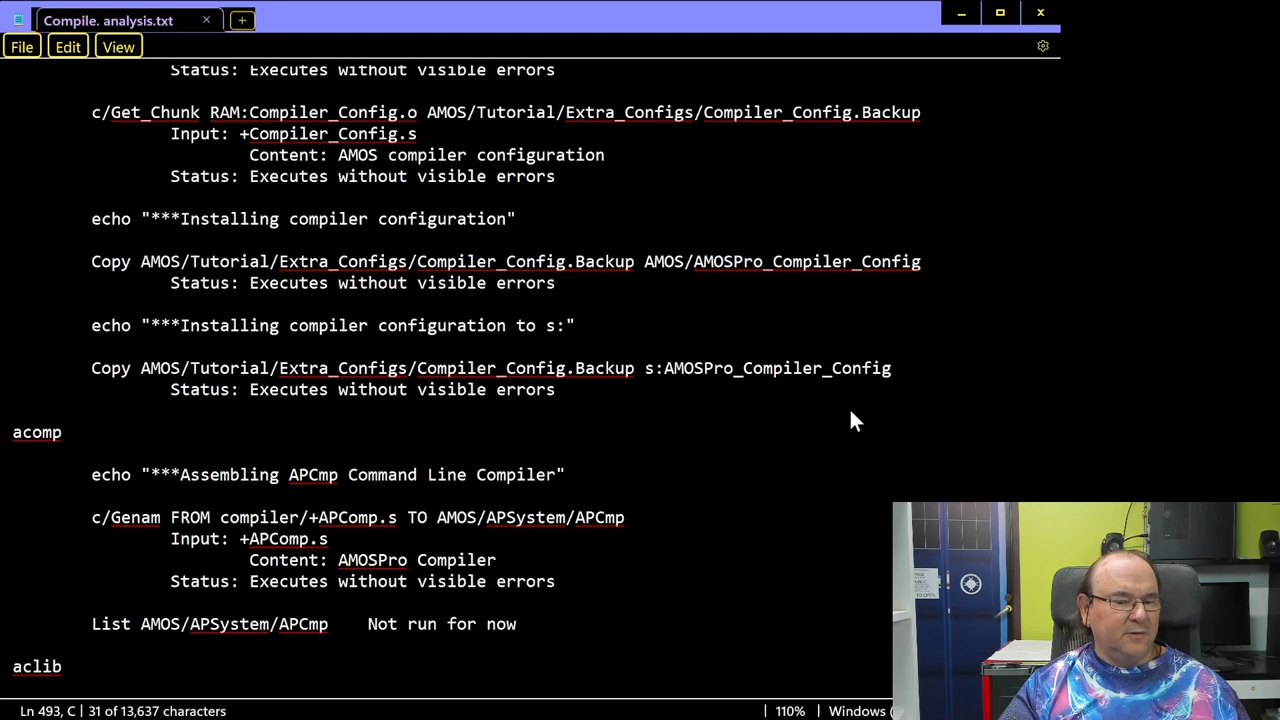 Compile. analysis.txt
File Edit View
Status: Executes without visible errors
c/Get_Chunk RAM:Compiler_Config.o AMOS/Tutorial/Extra_Configs/Compiler_Config.Backup
Input: +Compiler_Config.s
Content: AMOS compiler configuration
Status: Executes without visible errors
echo "***Installing compiler configuration"
Copy AMOS/Tutorial/Extra_Configs/Compiler_Config.Backup AMOS/AMOSPro_Compiler_Config
Status: Executes without visible errors
echo "***Installing compiler configuration to s:"
Copy AMOS/Tutorial/Extra_Configs/Compiler_Config.Backup s:AMOSPro_Compiler_Config
Status: Executes without visible errors
acomp
echo "***Assembling APCmp Command Line Compiler"
c/Genam FROM compiler/+APComp.s TO AMOS/APSystem/APCmp
Input: +APComp.s
Content: AMOSPro Compiler
Status: Executes without visible errors
List AMOS/APSystem/APCmp Not run for now
aclib
Ln 493, C | 31 of 13,637 characters | 110% | Windows (